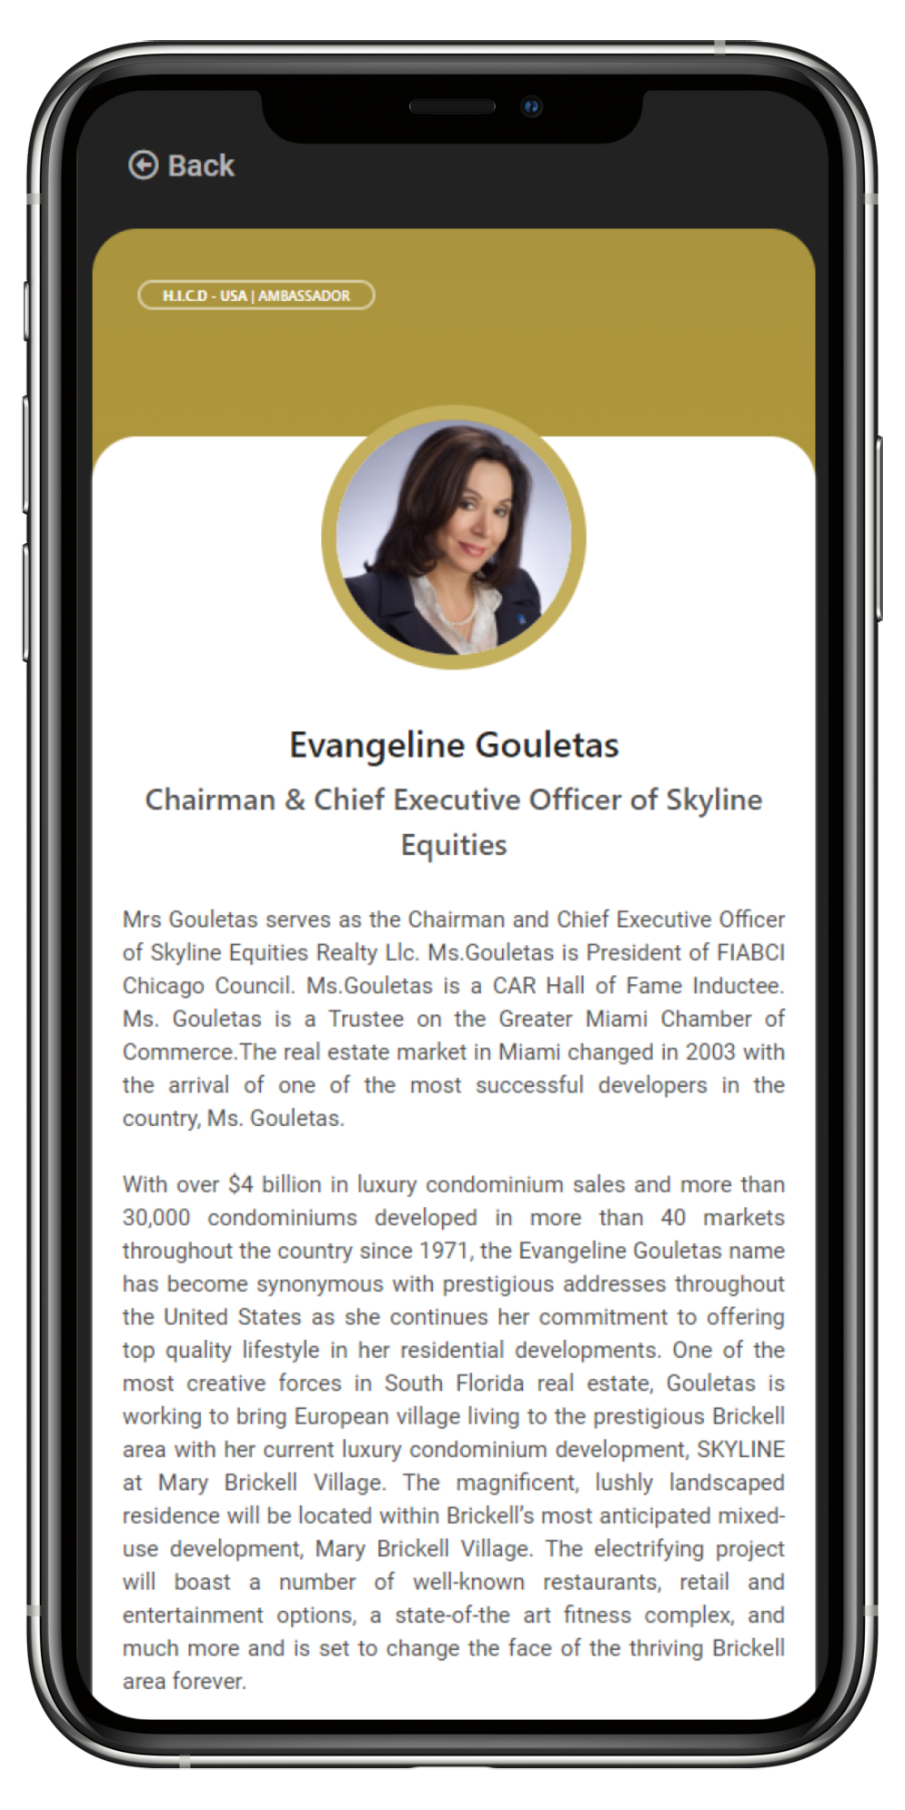 Back
H.I.C.D - USA | AMBASSADOR
Evangeline Gouletas
Chairman & Chief Executive Officer of Skyline
Equities
Mrs Gouletas serves as the Chairman and Chief Executive Officer
of Skyline Equities Realty Llc. Ms.Gouletas is President of FIABCI
Chicago Council. Ms.Gouletas is a CAR Hall of Fame Inductee.
Ms. Gouletas is a Trustee on the Greater Miami Chamber of
Commerce.The real estate market in Miami changed in 2003 with
the arrival of one of the most successful developers in the
country, Ms. Gouletas.
With over $4 billion in luxury condominium sales and more than
30,000 condominiums developed in more than 40 markets
throughout the country since 1971, the Evangeline Gouletas name
has become synonymous with prestigious addresses throughout
the United States as she continues her commitment to offering
top quality lifestyle in her residential developments. One of the
most creative forces in South Florida real estate, Gouletas is
working to bring European village living to the prestigious Brickell
area with her current luxury condominium development, SKYLINE
at Mary Brickell Village. The magnificent, lushly landscaped
residence will be located within Brickell’s most anticipated mixed-
use development, Mary Brickell Village. The electrifying project
will boast a number of well-known restaurants, retail and
entertainment options, a state-of-the art fitness complex, and
much more and is set to change the face of the thriving Brickell
area forever.